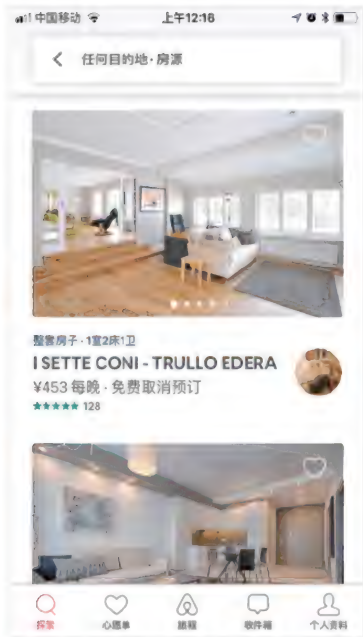 中国移动 上午12:16
任何目的地·房源
整套房子·1室2床1卫
I SETTE CONI - TRULLO EDERA
¥453 每晚·免费取消预订
128
探索 心愿单 旅程 收件箱 个人资料